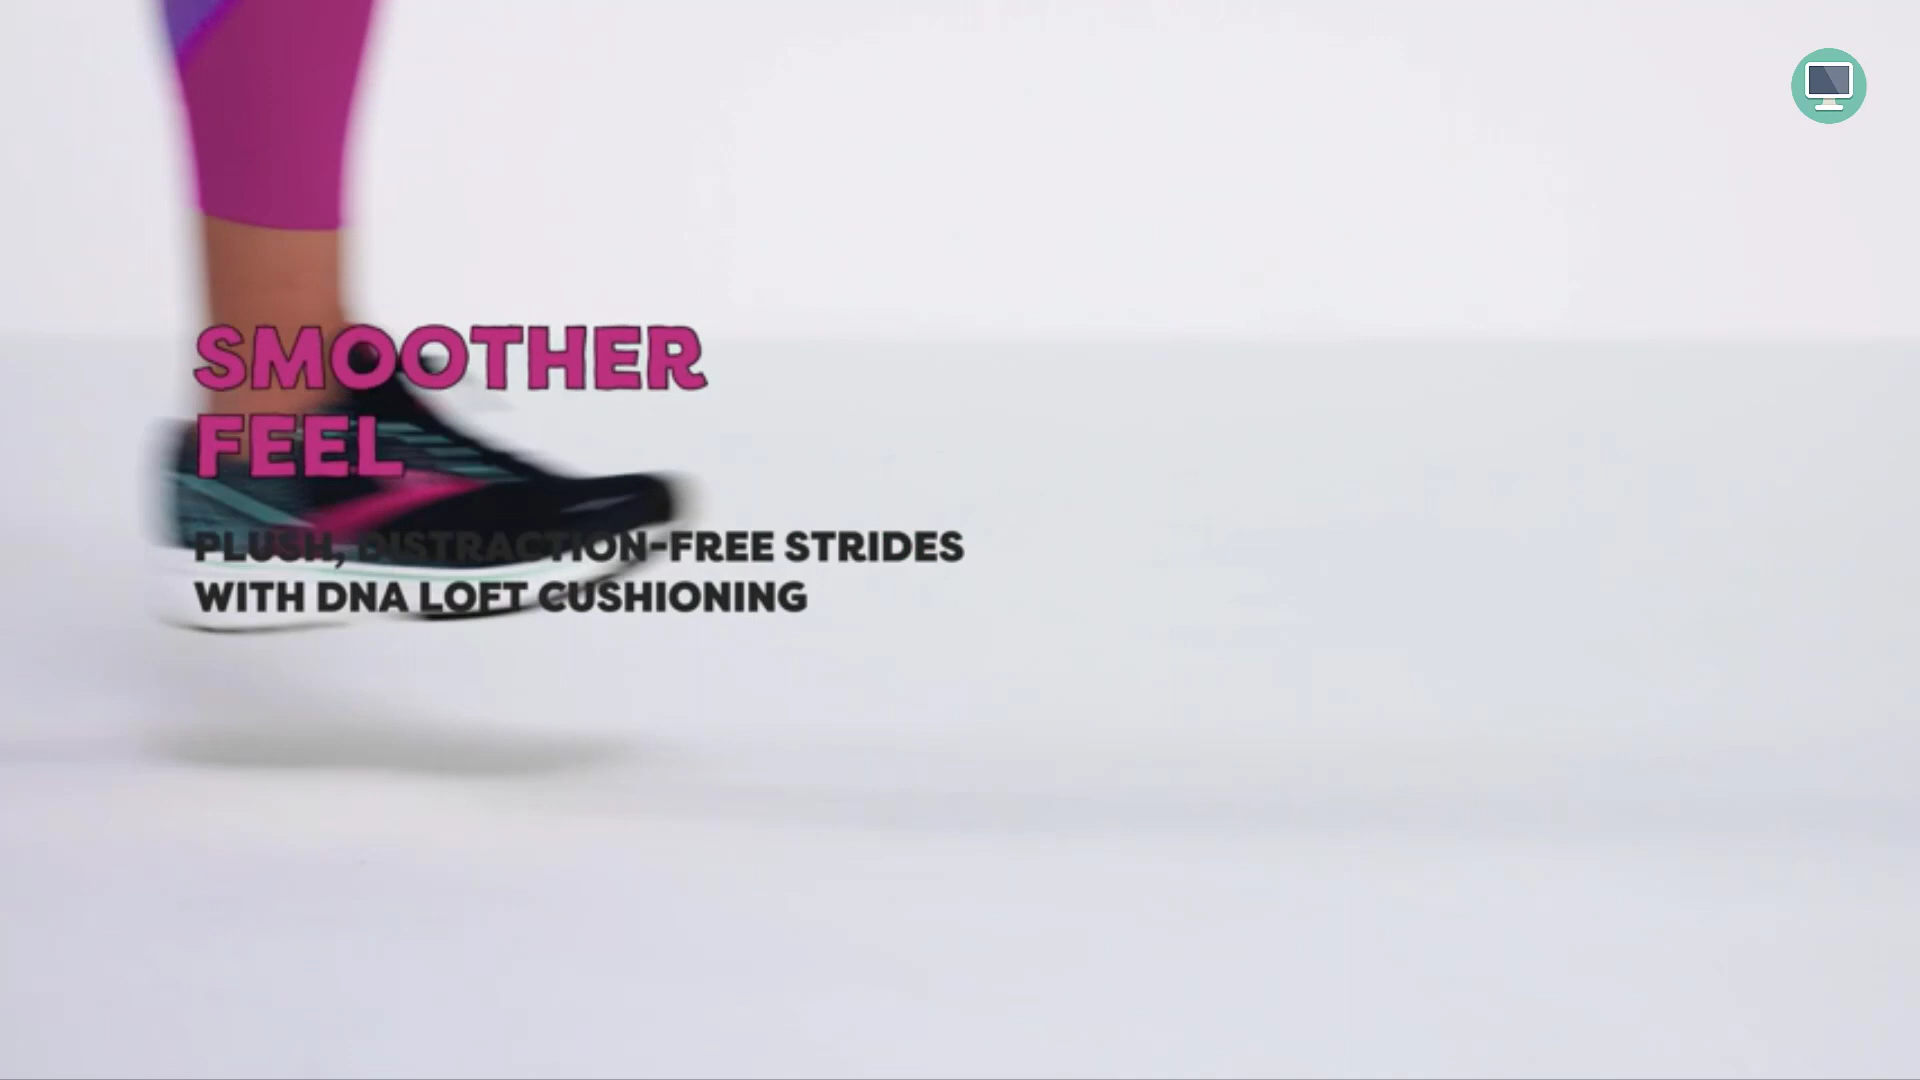 SMOOTHER
FEEL
PLUSH, DISTRACTION-FREE STRIDES
WITH DNA LOFT CUSHIONING